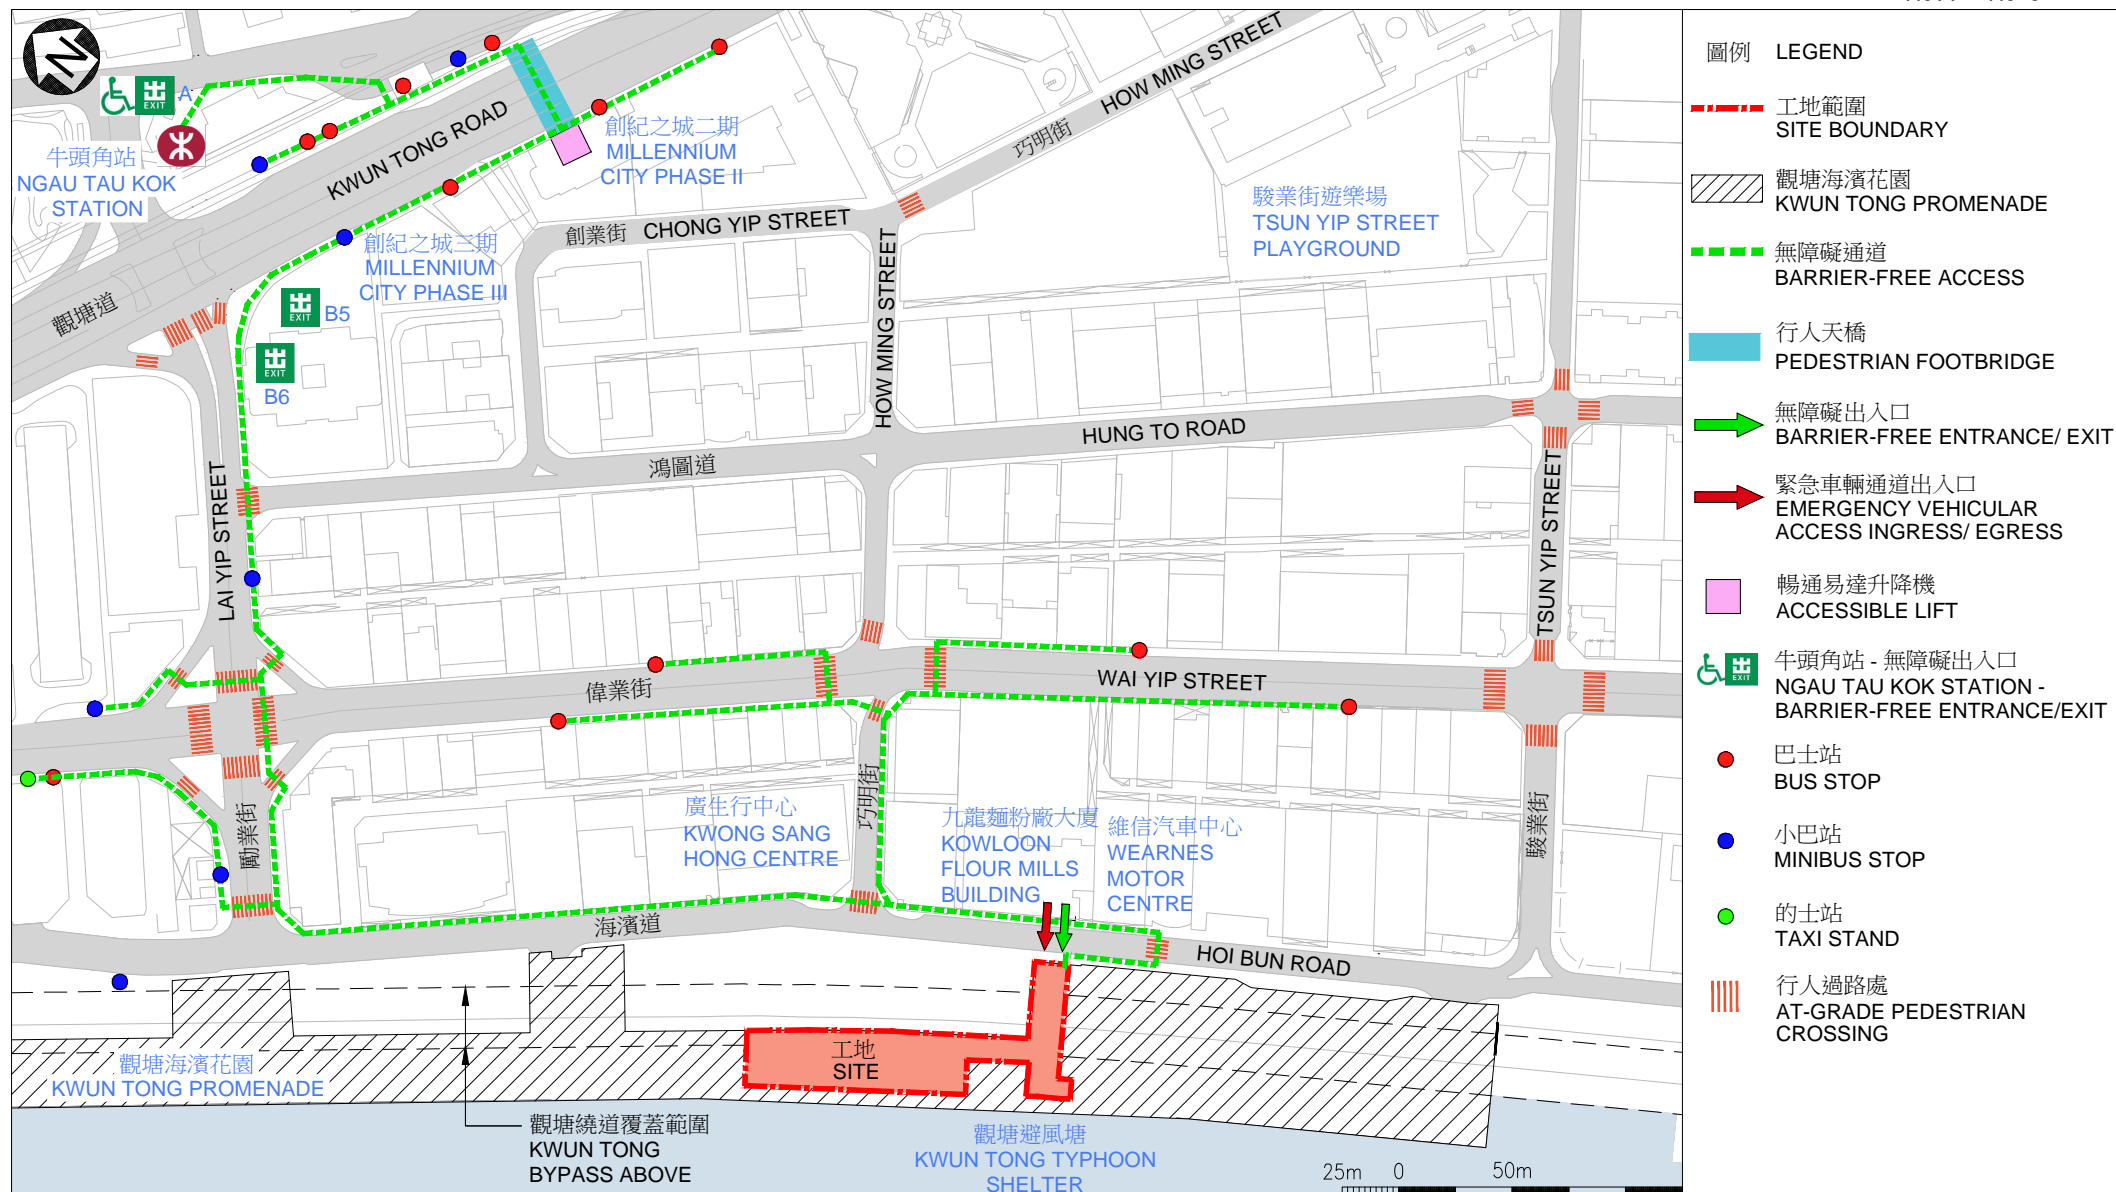 N
A
EXIT
牛頭角站
NGAU TAU KOK
STATION
KWUN TONG ROAD
觀塘道
創紀之城二期
MILLENNIUM
CITY PHASE II
創紀之城三期
MILLENNIUM
CITY PHASE III
EXIT
B5
EXIT
B6
創業街 CHONG YIP STREET
巧明街 HOW MING STREET
HOW MING STREET
駿業街遊樂場
TSUN YIP STREET
PLAYGROUND
鴻圖道
HUNG TO ROAD
LAI YIP STREET
勵業街
TSUN YIP STREET
駿業街
偉業街
WAI YIP STREET
巧明街
廣生行中心
KWONG SANG
HONG CENTRE
九龍麵粉廠大廈
KOWLOON
FLOUR MILLS
BUILDING
維信汽車中心
WEARNES
MOTOR
CENTRE
海濱道
HOI BUN ROAD
工地
SITE
觀塘海濱花園
KWUN TONG PROMENADE
觀塘繞道覆蓋範圍
KWUN TONG
BYPASS ABOVE
觀塘避風塘
KWUN TONG TYPHOON
SHELTER
25m 0 50m
圖例 LEGEND
工地範圍
SITE BOUNDARY
觀塘海濱花園
KWUN TONG PROMENADE
無障礙通道
BARRIER-FREE ACCESS
行人天橋
PEDESTRIAN FOOTBRIDGE
無障礙出入口
BARRIER-FREE ENTRANCE/ EXIT
緊急車輛通道出入口
EMERGENCY VEHICULAR
ACCESS INGRESS/ EGRESS
暢通易達升降機
ACCESSIBLE LIFT
EXIT
牛頭角站 - 無障礙出入口
NGAU TAU KOK STATION -
BARRIER-FREE ENTRANCE/EXIT
巴士站
BUS STOP
小巴站
MINIBUS STOP
的士站
TAXI STAND
行人過路處
AT-GRADE PEDESTRIAN
CROSSING